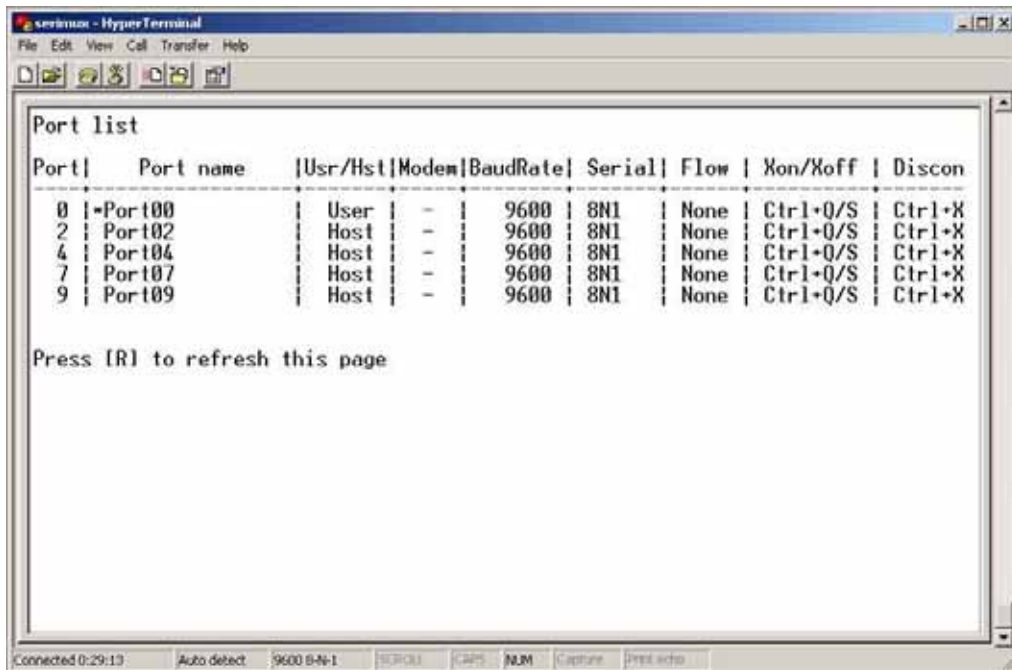 serimux - HyperTerminal
File Edit View Call Transfer Help
Port list
Port| Port name |Usr/Hst|Modem|BaudRate| Serial| Flow | Xon/Xoff | Discon
0 |*Port00 | User | - | 9600 | 8N1 | None | Ctrl+Q/S | Ctrl+X
2 | Port02 | Host | - | 9600 | 8N1 | None | Ctrl+Q/S | Ctrl+X
4 | Port04 | Host | - | 9600 | 8N1 | None | Ctrl+Q/S | Ctrl+X
7 | Port07 | Host | - | 9600 | 8N1 | None | Ctrl+Q/S | Ctrl+X
9 | Port09 | Host | - | 9600 | 8N1 | None | Ctrl+Q/S | Ctrl+X
Press [R] to refresh this page
Connected 0:29:13 Auto detect 9600 8-N-1 SCROLL CAPS NUM Capture Print echo